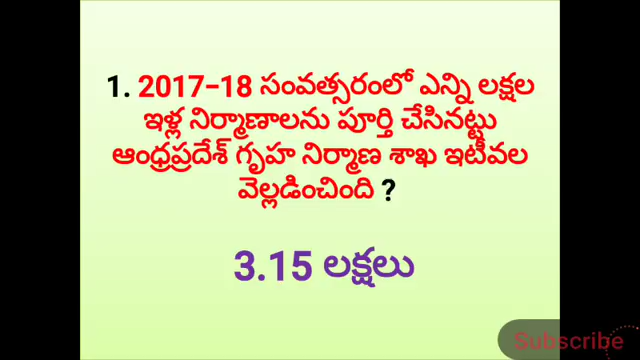 1. 2017-18 సంవత్సరంలో ఎన్ని లక్షల
ఇళ్ల నిర్మాణాలను పూర్తి చేసినట్టు
ఆంధ్రప్రదేశ్ గృహ నిర్మాణ శాఖ ఇటీవల
వెల్లడించింది ?
3.15 లక్షలు
Subscribe